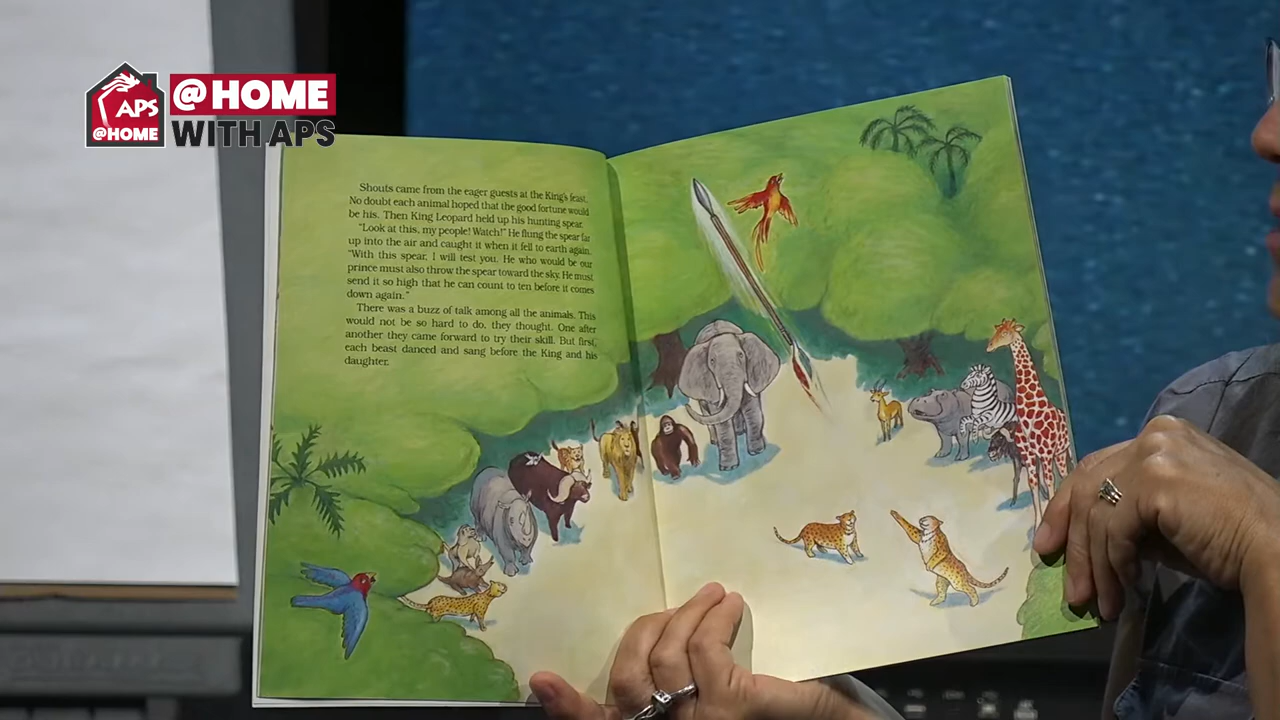 APS
@HOME
@HOME
WITH APS
Shouts came from the eager guests at the King's feast.
No doubt each animal hoped that the good fortune would
be his. Then King Leopard held up his hunting spear.
"Look at this, my people! Watch!" He flung the spear far
up into the air and caught it when it fell to earth again.
"With this spear, I will test you. He who would be our
prince must also throw the spear toward the sky. He must
send it so high that he can count to ten before it comes
down again."
There was a buzz of talk among all the animals. This
would not be so hard to do, they thought. One after
another they came forward to try their skill. But first,
each beast danced and sang before the King and his
daughter.